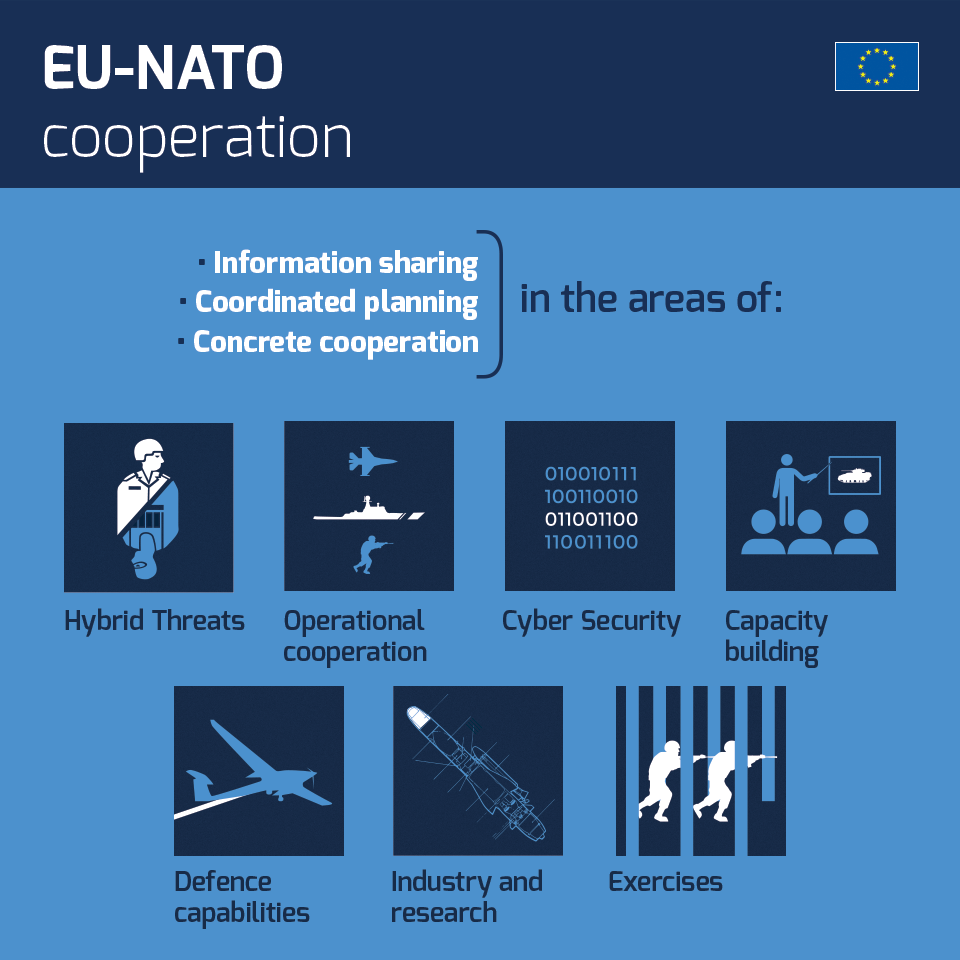 EU-NATO
cooperation
· Information sharing
· Coordinated planning
· Concrete cooperation
in the areas of:
010010111
100110010
011001100
110011100
Hybrid Threats
Operational
cooperation
Cyber Security
Capacity
building
Defence
capabilities
Industry and
research
Exercises